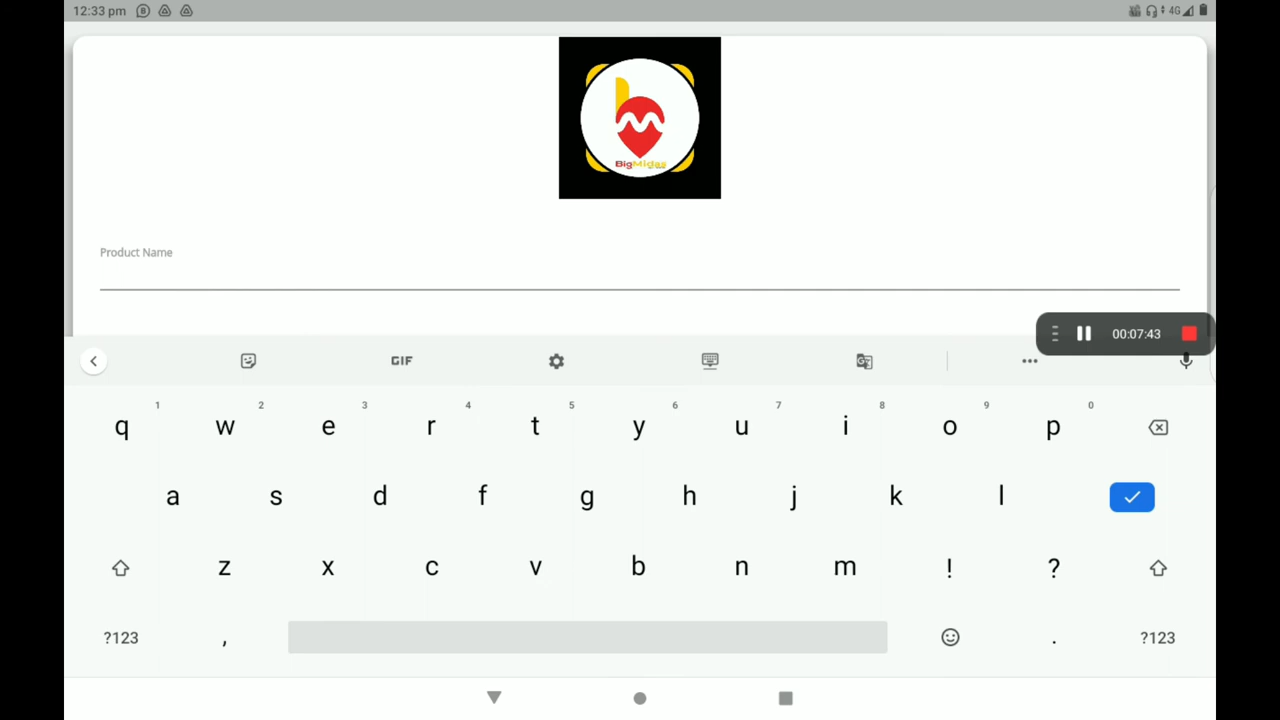 12:33 pm
4G
BigMidas
Product Name
00:07:43
GIF
1 2 3 4 5 6 7 8 9 0
q w e r t y u i o p
a s d f g h j k l
z x c v b n m ! ?
?123 , . ?123